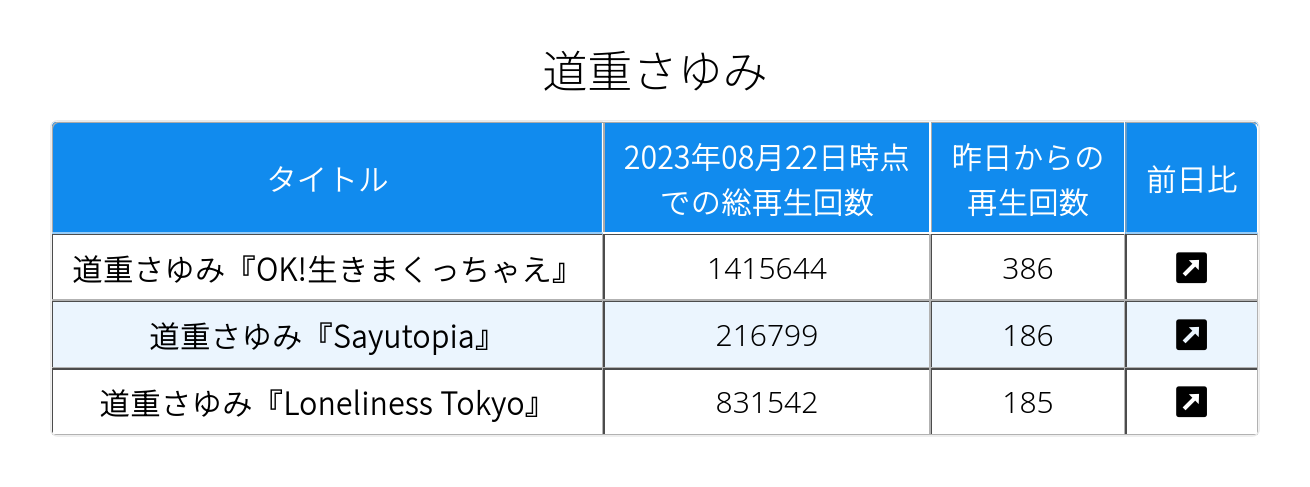 道重さゆみ
タイトル
2023年08月22日時点
での総再生回数
昨日からの
再生回数
前日比
道重さゆみ『OK!生きまくっちゃえ』 1415644 386
道重さゆみ『Sayutopia』 216799 186
道重さゆみ『Loneliness Tokyo』 831542 185